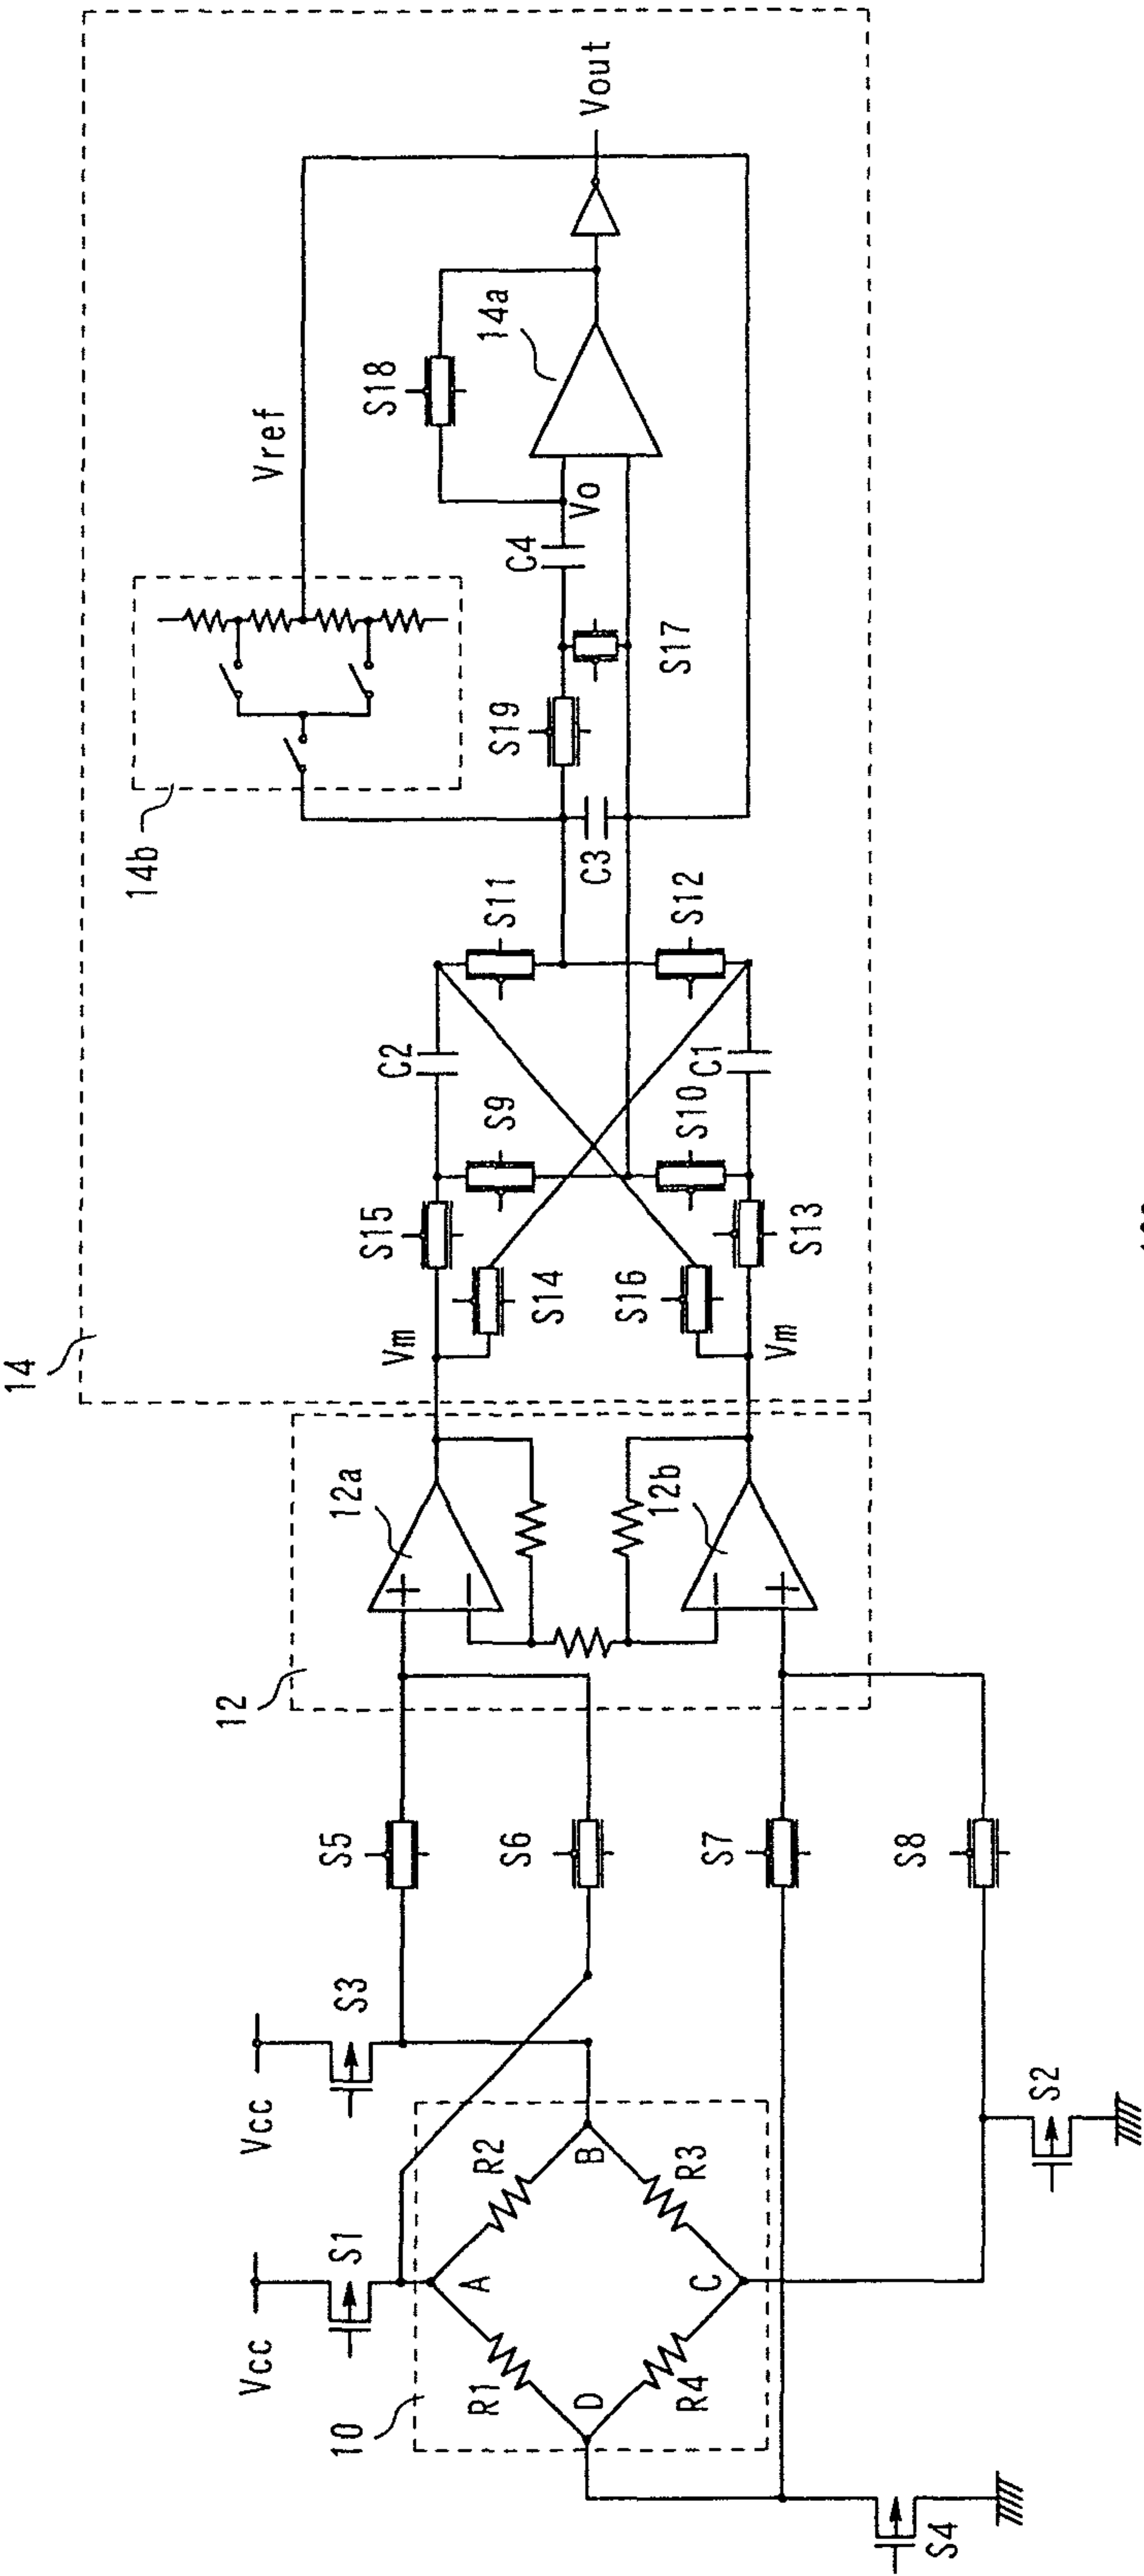 14
Vref
Vout
14b
S18
14a
C4
Vo
S19
S17
C3
S11
S12
C2
C1
S9
S10
S15
S14
S16
S13
Vm
Vm
12
12a
12b
S5
S6
S7
S8
Vcc
S3
Vcc
S1
S2
S4
10
A
B
C
D
R1
R2
R3
R4
+
−
−
+